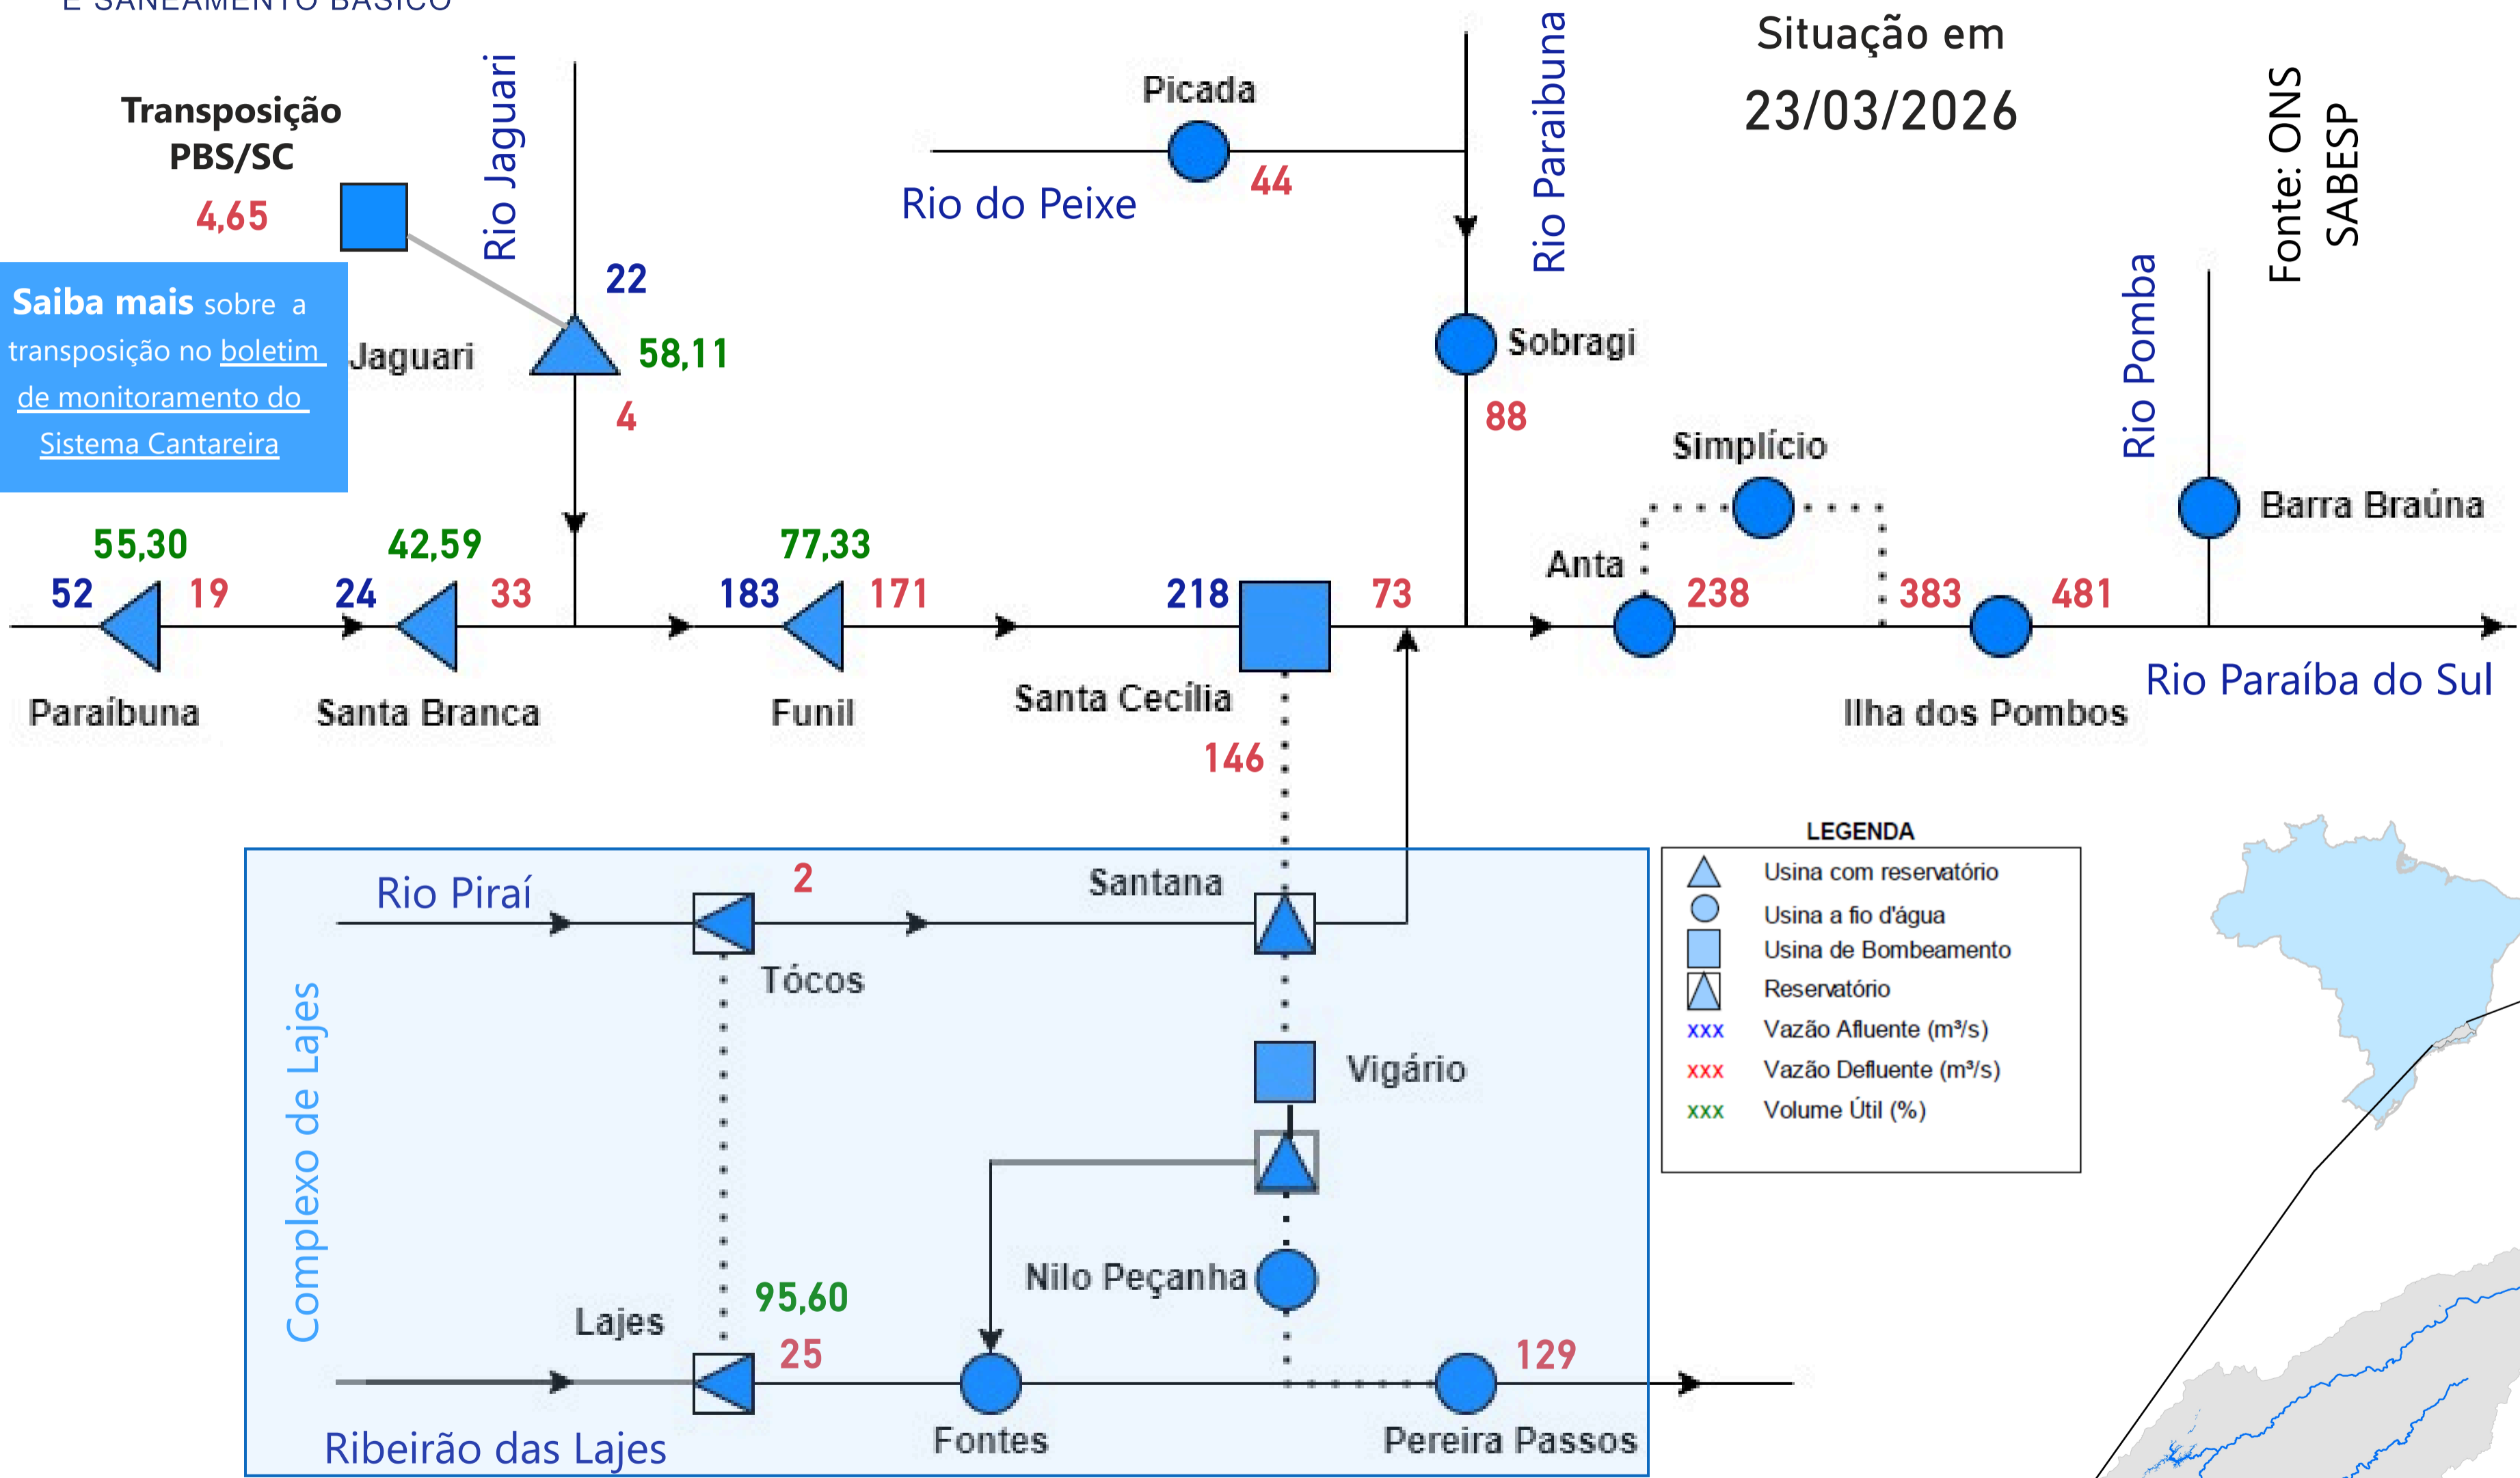 E SANEAMENTO BÁSICO
Situação em
23/03/2026
Fonte: ONS
SABESP
Transposição
PBS/SC
4,65
Rio Jaguari
Picada
44
Rio do Peixe
Rio Paraibuna
Saiba mais sobre a
transposição no boletim
de monitoramento do
Sistema Cantareira
22
Jaguari
58,11
4
Sobragi
88
Rio Pomba
Simplício
Barra Braúna
Anta
55,30
42,59
77,33
52
19
24
33
183
171
218
73
238
383
481
Paraíbuna
Santa Branca
Funil
Santa Cecília
Ilha dos Pombos
Rio Paraíba do Sul
146
Complexo de Lajes
Rio Piraí
2
Santana
Tócos
Vigário
Nilo Peçanha
95,60
Lajes
25
129
Ribeirão das Lajes
Fontes
Pereira Passos
LEGENDA
Usina com reservatório
Usina a fio d'água
Usina de Bombeamento
Reservatório
xxx Vazão Afluente (m³/s)
xxx Vazão Defluente (m³/s)
xxx Volume Útil (%)